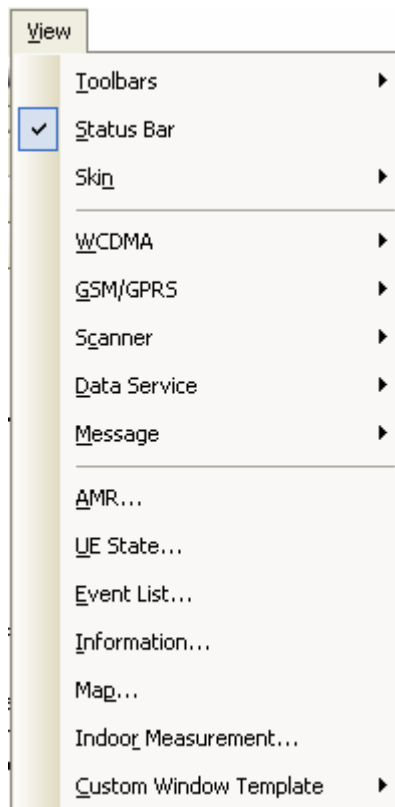 View
Toolbars
Status Bar
Skin
WCDMA
GSM/GPRS
Scanner
Data Service
Message
AMR...
UE State...
Event List...
Information...
Map...
Indoor Measurement...
Custom Window Template